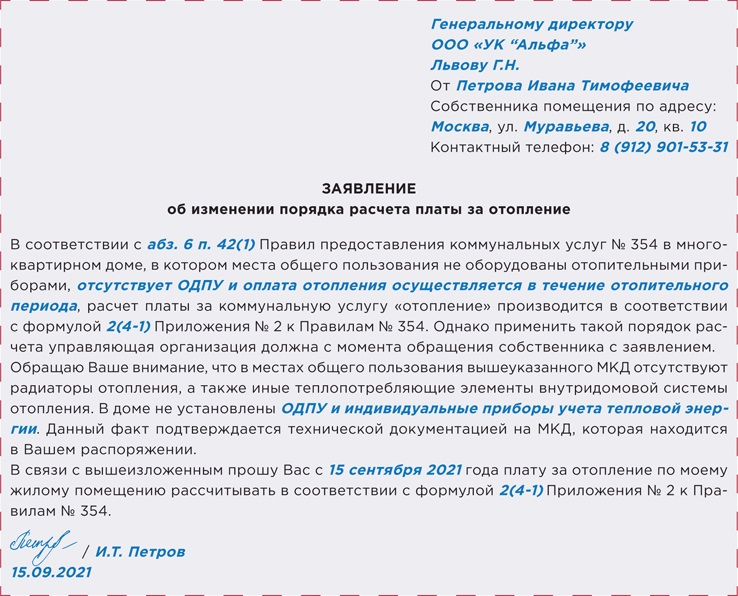 Генеральному директору
ООО «УК “Альфа”»
Львову Г.Н.
От Петрова Ивана Тимофеевича
Собственника помещения по адресу:
Москва, ул. Муравьева, д. 20, кв. 10
Контактный телефон: 8 (912) 901-53-31
ЗАЯВЛЕНИЕ
об изменении порядка расчета платы за отопление
В соответствии с абз. 6 п. 42(1) Правил предоставления коммунальных услуг № 354 в много-
квартирном доме, в котором места общего пользования не оборудованы отопительными при-
борами, отсутствует ОДПУ и оплата отопления осуществляется в течение отопительного
периода, расчет платы за коммунальную услугу «отопление» производится в соответствии
с формулой 2(4-1) Приложения № 2 к Правилам № 354. Однако применить такой порядок рас-
чета управляющая организация должна с момента обращения собственника с заявлением.
Обращаю Ваше внимание, что в местах общего пользования вышеуказанного МКД отсутствуют
радиаторы отопления, а также иные теплопотребляющие элементы внутридомовой системы
отопления. В доме не установлены ОДПУ и индивидуальные приборы учета тепловой энер-
гии. Данный факт подтверждается технической документацией на МКД, которая находится
в Вашем распоряжении.
В связи с вышеизложенным прошу Вас с 15 сентября 2021 года плату за отопление по моему
жилому помещению рассчитывать в соответствии с формулой 2(4-1) Приложения № 2 к Пра-
вилам № 354.
/ И.Т. Петров
15.09.2021